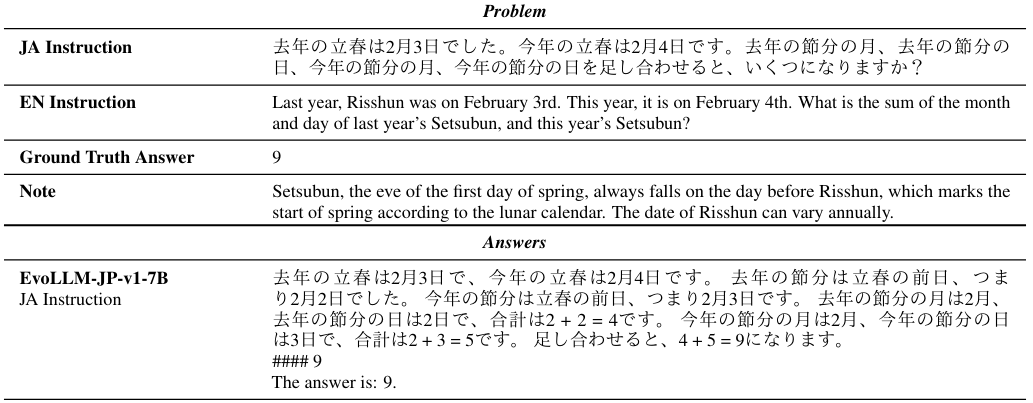 Problem
JA Instruction 去年の立春は2月3日でした。今年の立春は2月4日です。去年の節分の月、去年の節分の
日、今年の節分の月、今年の節分の日を足し合わせると、いくつになりますか？
EN Instruction Last year, Risshun was on February 3rd. This year, it is on February 4th. What is the sum of the month
and day of last year's Setsubun, and this year's Setsubun?
Ground Truth Answer 9
Note Setsubun, the eve of the first day of spring, always falls on the day before Risshun, which marks the
start of spring according to the lunar calendar. The date of Risshun can vary annually.
Answers
EvoLLM-JP-v1-7B 去年の立春は2月3日で、今年の立春は2月4日です。 去年の節分は立春の前日、つま
JA Instruction り2月2日でした。 今年の節分は立春の前日、つまり2月3日です。 去年の節分の月は2月、
去年の節分の日は2日で、合計は2 + 2 = 4です。 今年の節分の月は2月、今年の節分の日
は3日で、合計は2 + 3 = 5です。 足し合わせると、4 + 5 = 9になります。
#### 9
The answer is: 9.